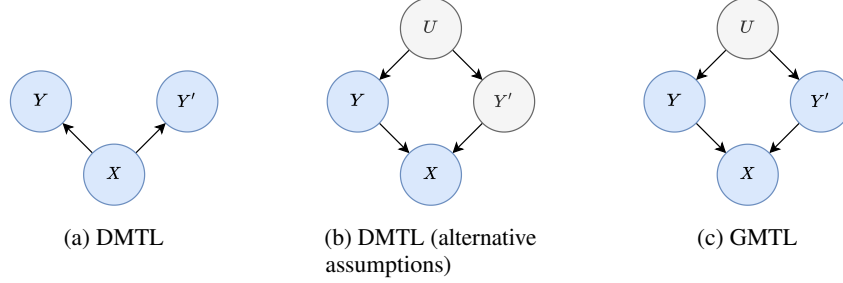 U
U
Y
Y′
Y
Y′
Y
Y′
X
X
X
(a) DMTL
(b) DMTL (alternative
assumptions)
(c) GMTL